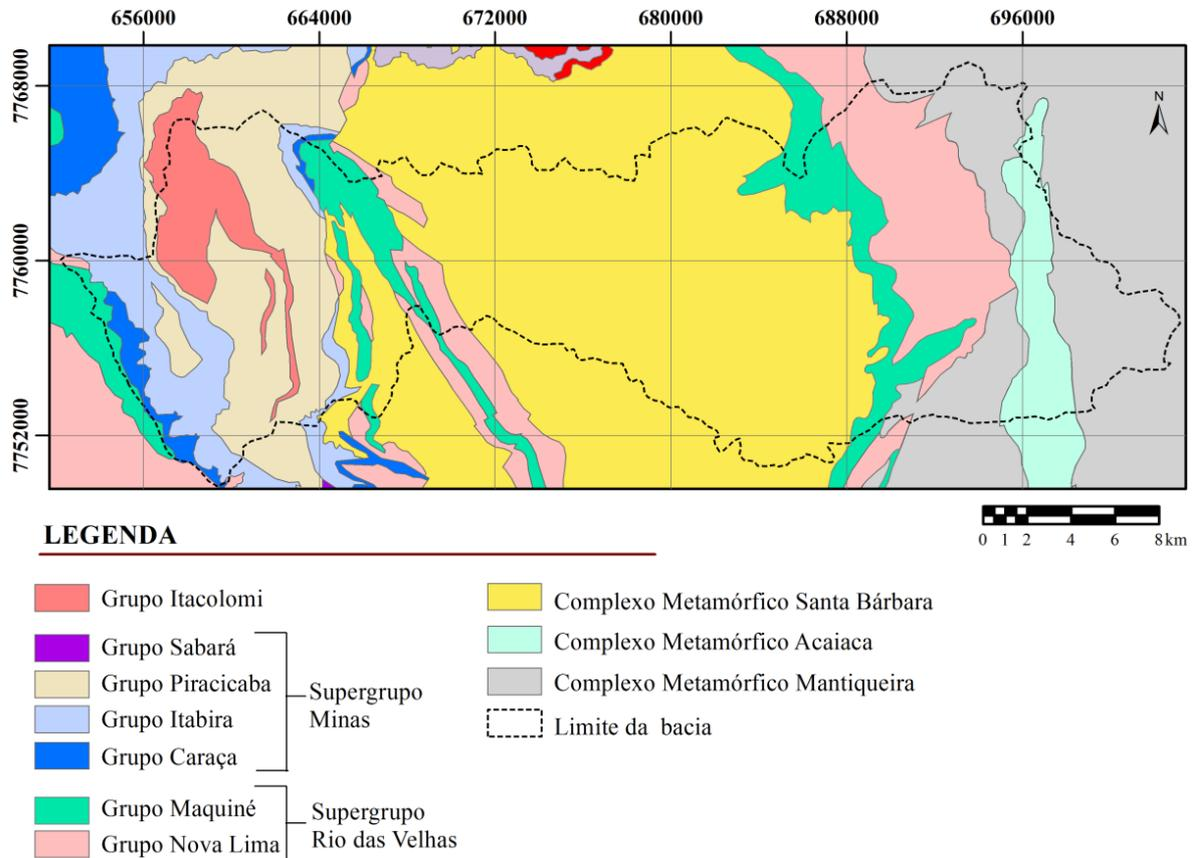 656000 664000 672000 680000 688000 696000
7768000
7760000
7752000
N
0 1 2 4 6 8 km
LEGENDA
Grupo Itacolomi
Grupo Sabará
Grupo Piracicaba
Grupo Itabira
Grupo Caraça
Supergrupo
Minas
Grupo Maquiné
Grupo Nova Lima
Supergrupo
Rio das Velhas
Complexo Metamórfico Santa Bárbara
Complexo Metamórfico Acaiaca
Complexo Metamórfico Mantiqueira
Limite da bacia